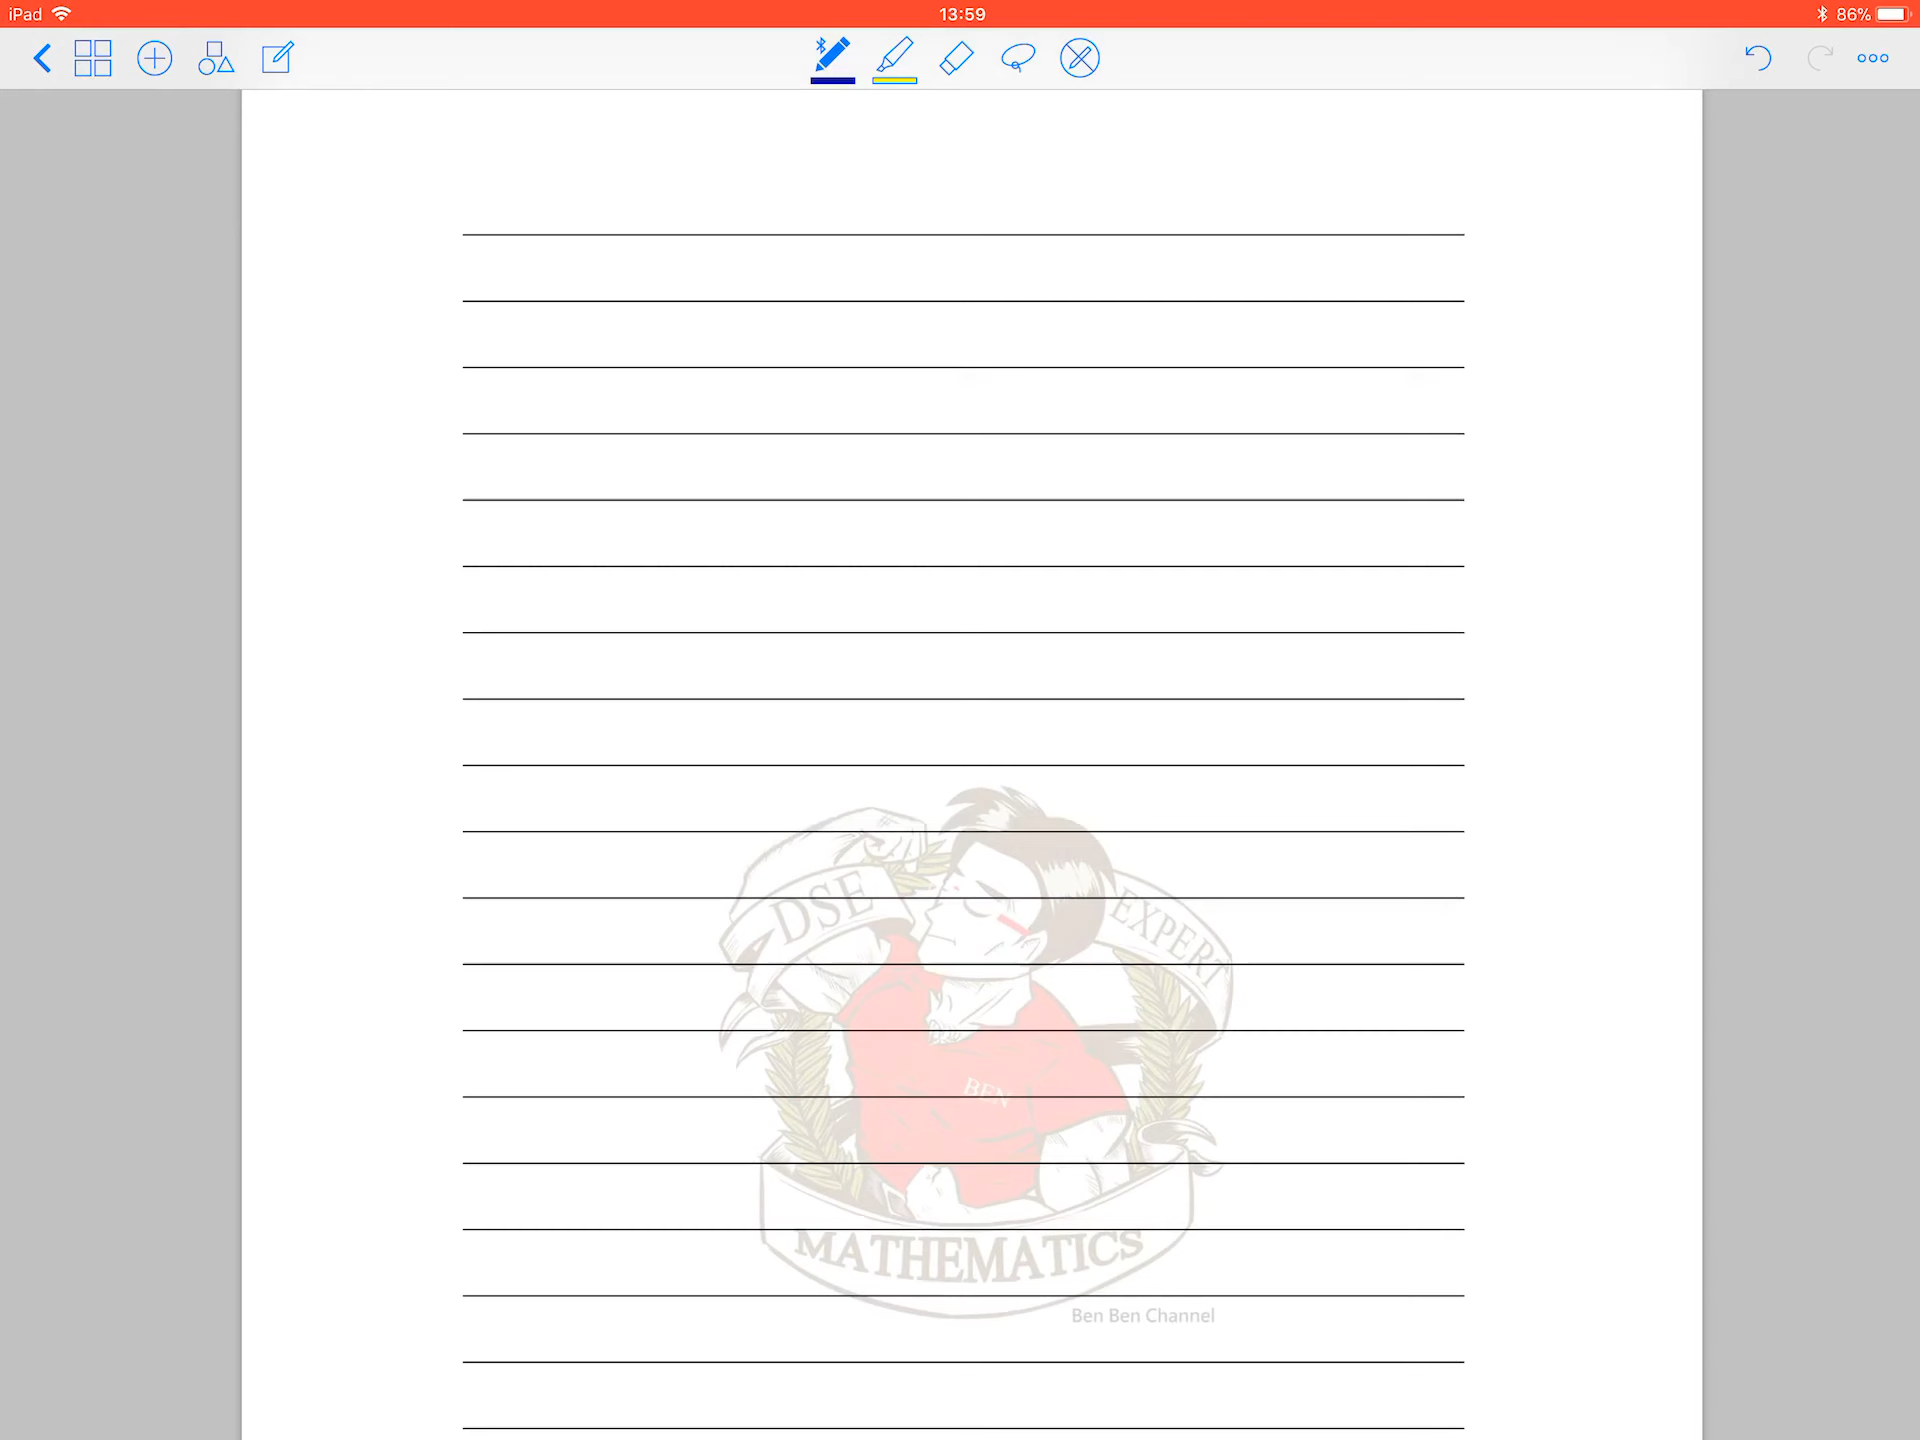 iPad 13:59 86%
DSE
EXPERT
BEN
MATHEMATICS
Ben Ben Channel